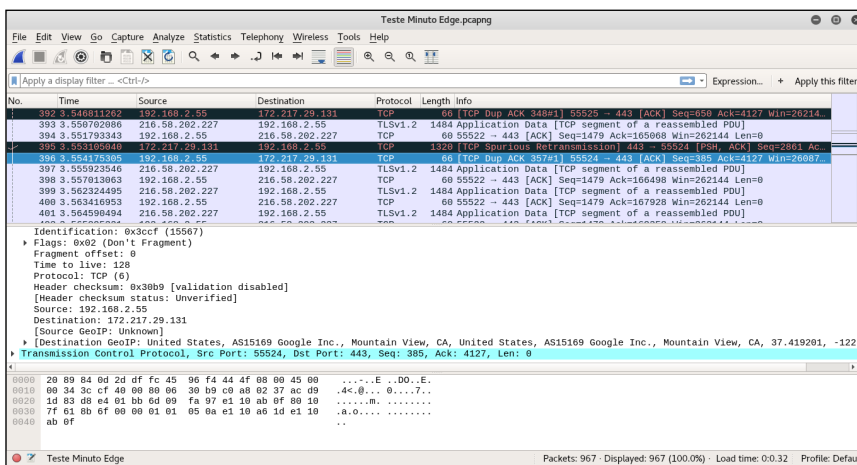 Teste Minuto Edge.pcapng
File Edit View Go Capture Analyze Statistics Telephony Wireless Tools Help
Apply a display filter ... <Ctrl-/> Expression... + Apply this filter
No. Time Source Destination Protocol Length Info
392 3.546811262 192.168.2.55 172.217.29.131 TCP 66 [TCP Dup ACK 348#1] 55525 → 443 [ACK] Seq=650 Ack=4127 Win=26214…
393 3.550702086 216.58.202.227 192.168.2.55 TLSv1.2 1484 Application Data [TCP segment of a reassembled PDU]
394 3.551793343 192.168.2.55 216.58.202.227 TCP 60 55522 → 443 [ACK] Seq=1479 Ack=165068 Win=262144 Len=0
395 3.553105040 172.217.29.131 192.168.2.55 TCP 1320 [TCP Spurious Retransmission] 443 → 55524 [PSH, ACK] Seq=2861 Ac…
396 3.554175305 192.168.2.55 172.217.29.131 TCP 66 [TCP Dup ACK 357#1] 55524 → 443 [ACK] Seq=385 Ack=4127 Win=26087…
397 3.555923546 216.58.202.227 192.168.2.55 TLSv1.2 1484 Application Data [TCP segment of a reassembled PDU]
398 3.557013063 192.168.2.55 216.58.202.227 TCP 60 55522 → 443 [ACK] Seq=1479 Ack=166498 Win=262144 Len=0
399 3.562324495 216.58.202.227 192.168.2.55 TLSv1.2 1484 Application Data [TCP segment of a reassembled PDU]
400 3.563416953 192.168.2.55 216.58.202.227 TCP 60 55522 → 443 [ACK] Seq=1479 Ack=167928 Win=262144 Len=0
401 3.564590494 216.58.202.227 192.168.2.55 TLSv1.2 1484 Application Data [TCP segment of a reassembled PDU]
Identification: 0x3ccf (15567)
Flags: 0x02 (Don't Fragment)
Fragment offset: 0
Time to live: 128
Protocol: TCP (6)
Header checksum: 0x30b9 [validation disabled]
[Header checksum status: Unverified]
Source: 192.168.2.55
Destination: 172.217.29.131
[Source GeoIP: Unknown]
[Destination GeoIP: United States, AS15169 Google Inc., Mountain View, CA, United States, AS15169 Google Inc., Mountain View, CA, 37.419201, -122
Transmission Control Protocol, Src Port: 55524, Dst Port: 443, Seq: 385, Ack: 4127, Len: 0
0000 20 89 84 0d 2d df fc 45 96 f4 44 4f 08 00 45 00 ...-..E ..DO..E.
0010 00 34 3c cf 40 00 80 06 30 b9 c0 a8 02 37 ac d9 .4<.@... 0....7..
0020 1d 83 d8 e4 01 bb 6d 09 fa 97 e1 10 ab 0f 80 10 ......m. ........
0030 7f 61 8b 6f 00 00 01 01 05 0a e1 10 a6 1d e1 10 .a.o.... ........
0040 ab 0f ..
Teste Minuto Edge Packets: 967 · Displayed: 967 (100.0%) · Load time: 0:0.32 Profile: Defau